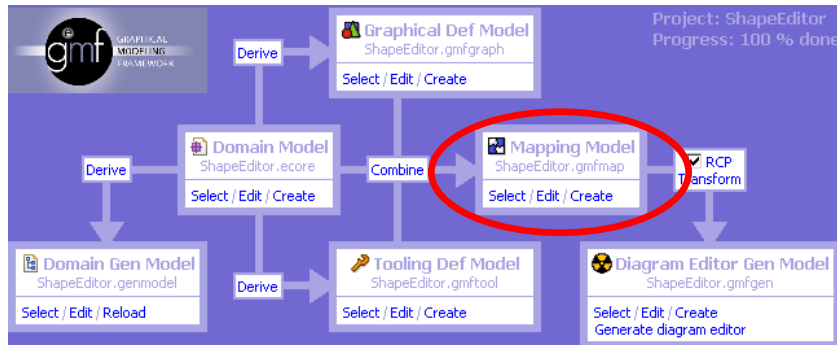 gmf
GRAPHICAL
MODELING
FRAMEWORK
Derive
Graphical Def Model
ShapeEditor.gmfgraph
Select / Edit / Create
Project: ShapeEditor
Progress: 100 % done
Derive
Domain Model
ShapeEditor.ecore
Select / Edit / Create
Combine
Mapping Model
ShapeEditor.gmfmap
Select / Edit / Create
RCP
Transform
Domain Gen Model
ShapeEditor.genmodel
Select / Edit / Reload
Derive
Tooling Def Model
ShapeEditor.gmftool
Select / Edit / Create
Diagram Editor Gen Model
ShapeEditor.gmfgen
Select / Edit / Create
Generate diagram editor